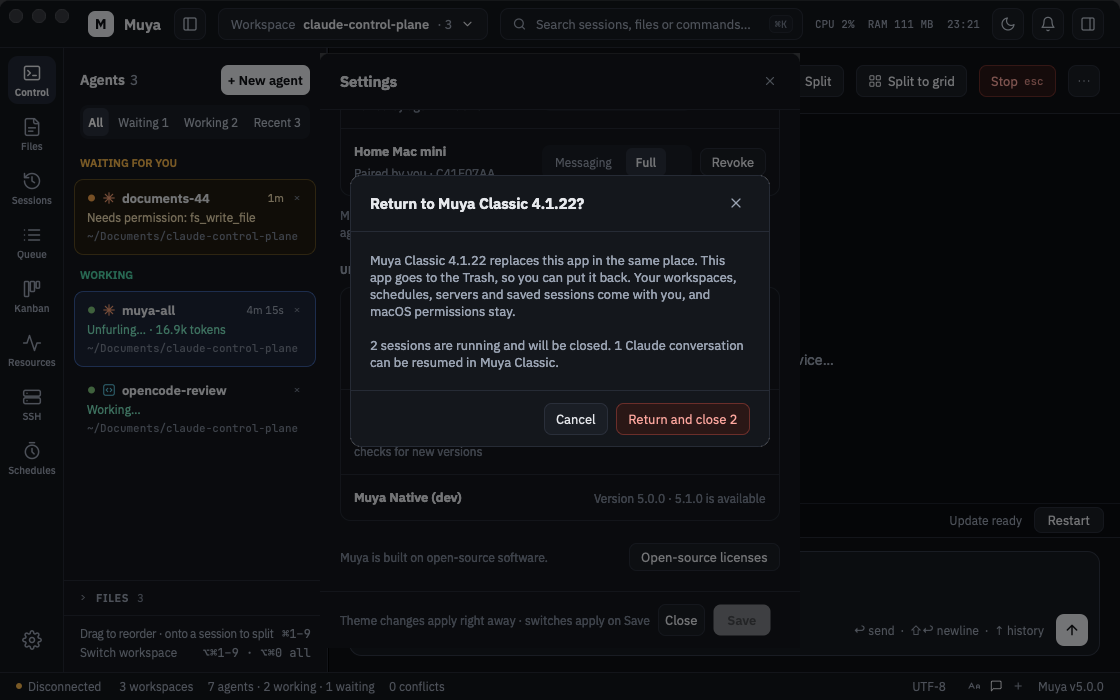 M Muya
Workspace claude-control-plane · 3
Search sessions, files or commands... ⌘K
CPU 2% RAM 111 MB 23:21
Control
Files
Sessions
Queue
Kanban
Resources
SSH
Schedules
Agents 3
+ New agent
All Waiting 1 Working 2 Recent 3
WAITING FOR YOU
documents-44 1m ×
Needs permission: fs_write_file
~/Documents/claude-control-plane
WORKING
muya-all 4m 15s ×
Unfurling... · 16.9k tokens
~/Documents/claude-control-plane
opencode-review ×
Working...
~/Documents/claude-control-plane
FILES 3
Drag to reorder · onto a session to split ⌘1–9
Switch workspace ⌥⌘1–9 · ⌥⌘0 all
Settings
Split
Split to grid
Stop esc
...
Home Mac mini
Messaging Full
Revoke
Paired by you · C41F07AA
Return to Muya Classic 4.1.22?
Muya Classic 4.1.22 replaces this app in the same place. This
app goes to the Trash, so you can put it back. Your workspaces,
schedules, servers and saved sessions come with you, and
macOS permissions stay.
2 sessions are running and will be closed. 1 Claude conversation
can be resumed in Muya Classic.
Cancel
Return and close 2
checks for new versions
Muya Native (dev)
Version 5.0.0 · 5.1.0 is available
Muya is built on open-source software.
Open-source licenses
Theme changes apply right away · switches apply on Save
Close
Save
Update ready
Restart
↩ send · ⇧↩ newline · ↑ history
Disconnected 3 workspaces 7 agents · 2 working · 1 waiting 0 conflicts
UTF-8 AA + Muya v5.0.0